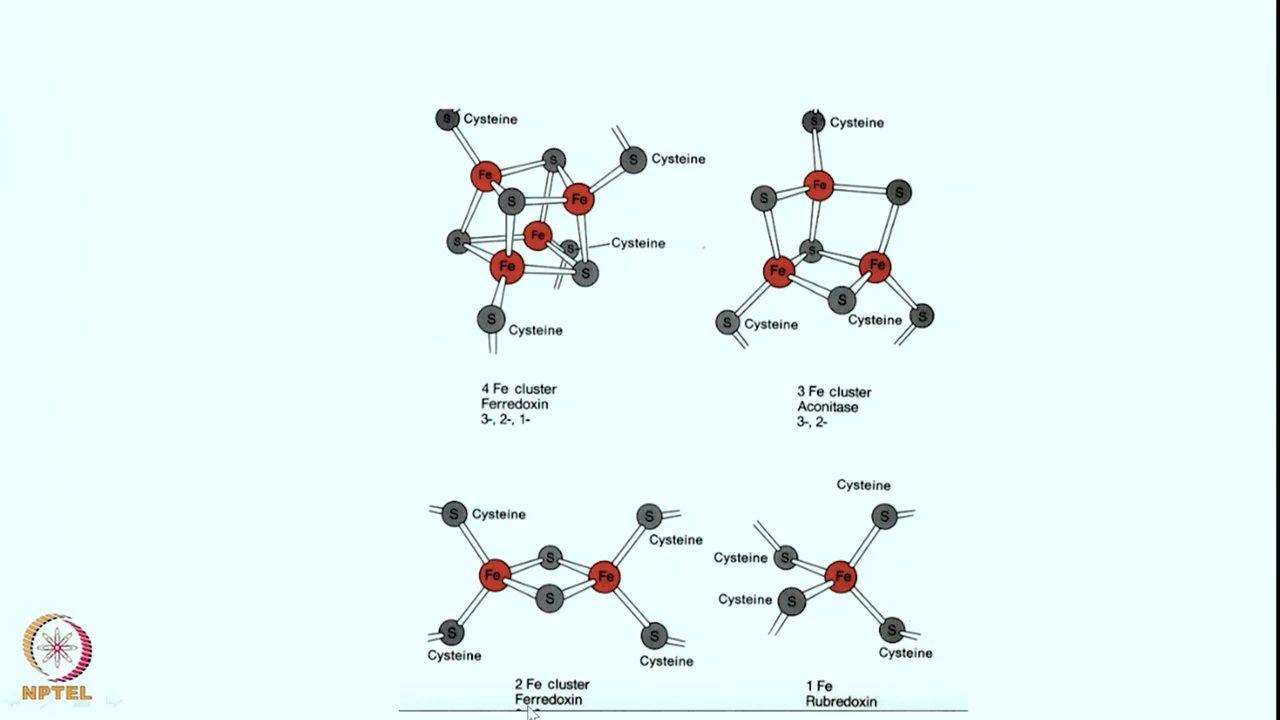 S Cysteine
S Cysteine
Fe S Fe
S
S Fe S Cysteine
Fe S
S Cysteine
4 Fe cluster
Ferredoxin
3-, 2-, 1-
S Cysteine
S Fe S
S
Fe Fe
S
S Cysteine Cysteine S
3 Fe cluster
Aconitase
3-, 2-
S Cysteine S
Cysteine
Fe S Fe
S
S S
Cysteine Cysteine
2 Fe cluster
Ferredoxin
Cysteine
S
Cysteine S
Fe
Cysteine S
S
Cysteine
1 Fe
Rubredoxin
NPTEL